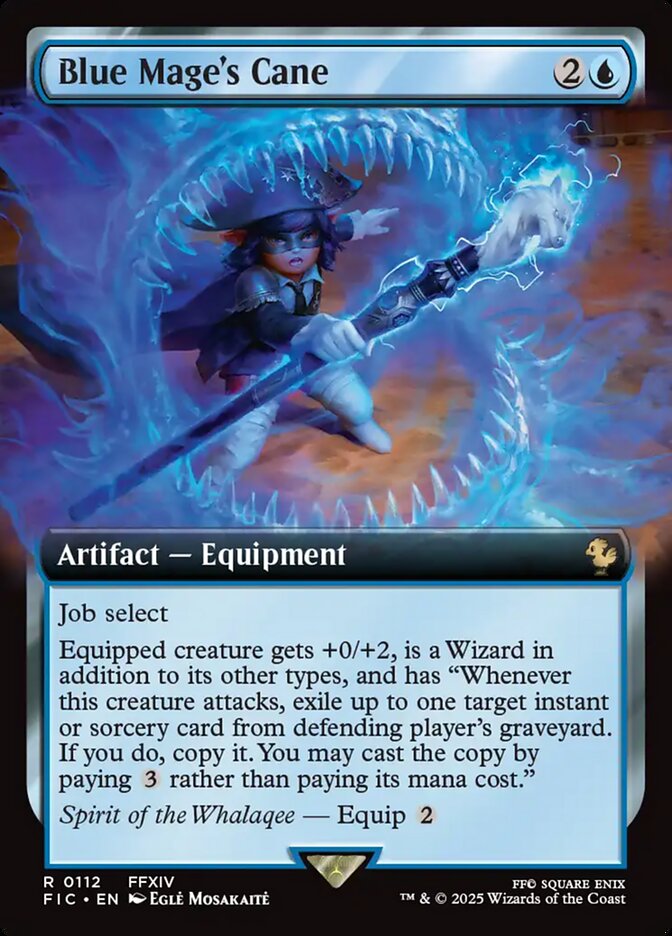 Blue Mage's Cane 2
Artifact — Equipment
Job select
Equipped creature gets +0/+2, is a Wizard in
addition to its other types, and has “Whenever
this creature attacks, exile up to one target instant
or sorcery card from defending player's graveyard.
If you do, copy it. You may cast the copy by
paying 3 rather than paying its mana cost.”
Spirit of the Whalaqee — Equip 2
R 0112 FFXIV
FIC • EN Eglė Mosakaitė
FF© SQUARE ENIX
™ & © 2025 Wizards of the Coast